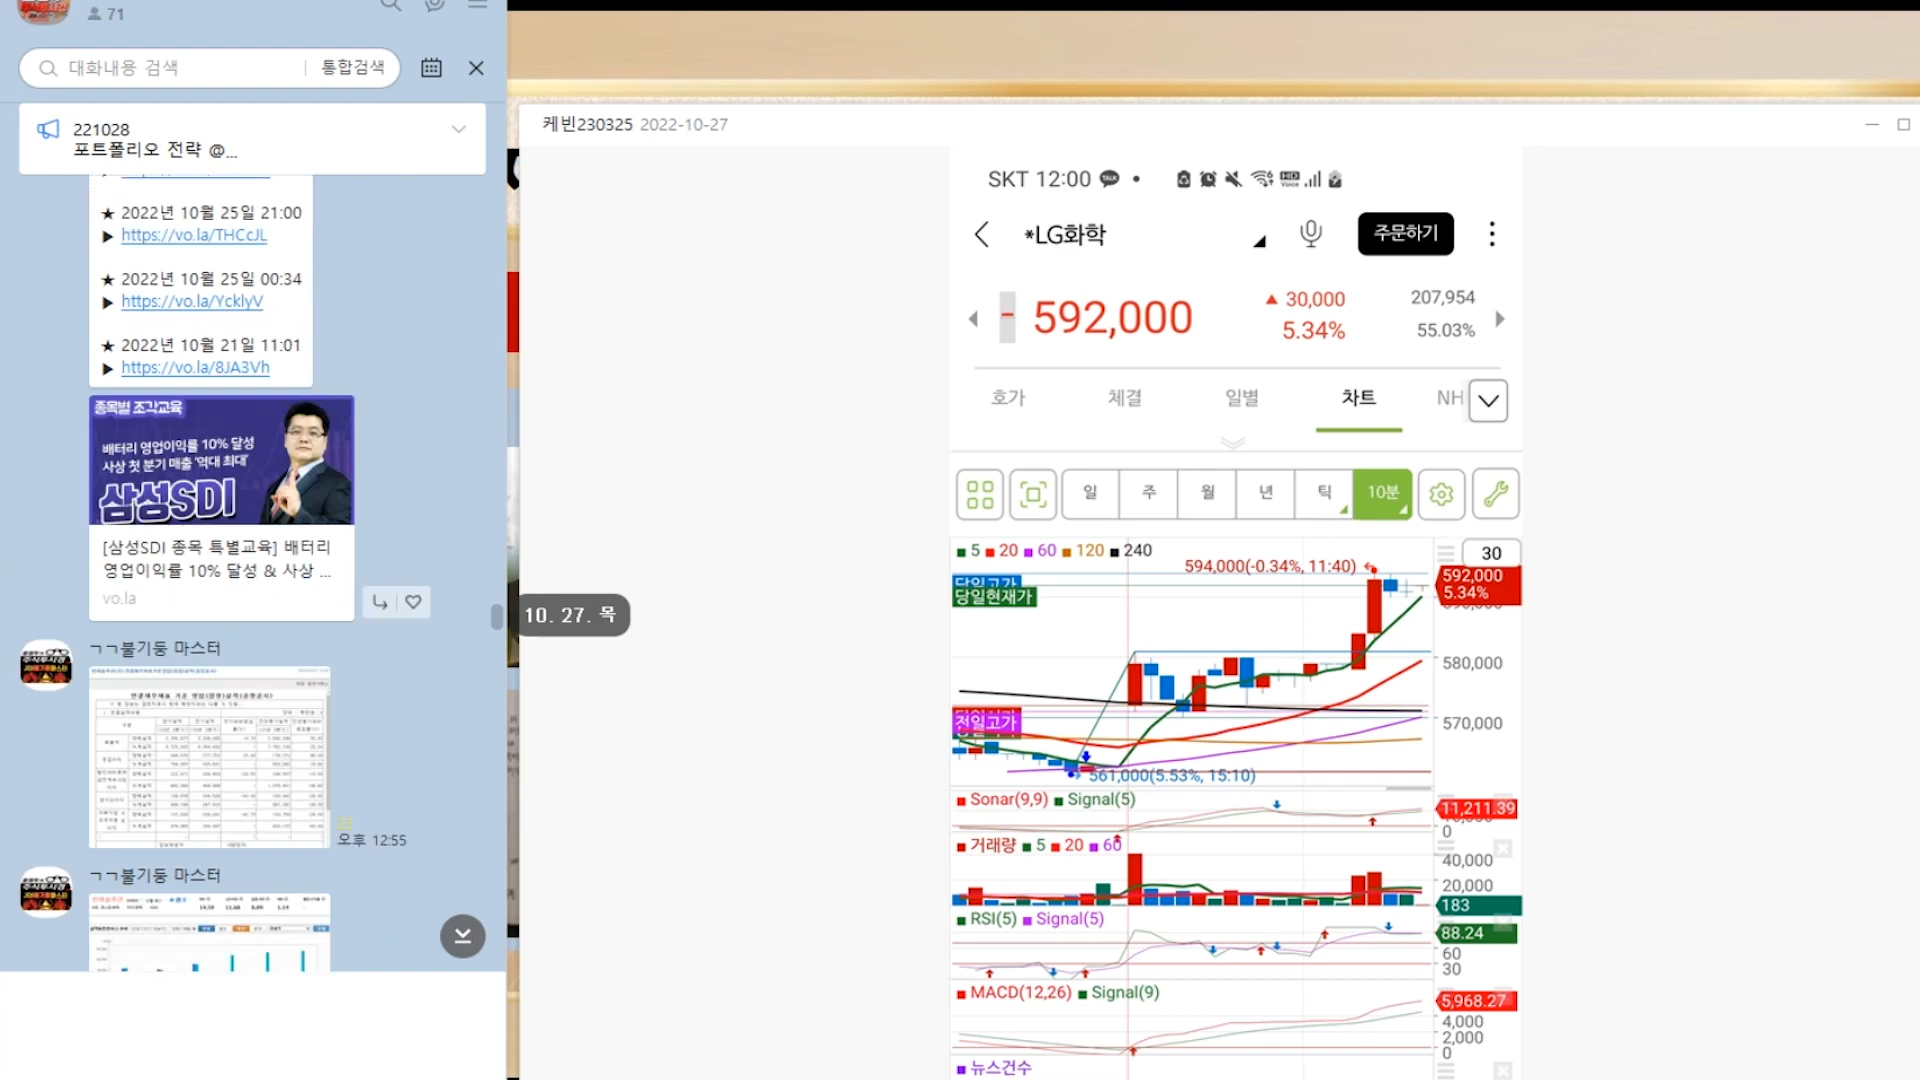 71
대화내용 검색
통합검색
221028
포트폴리오 전략 @...
★ 2022년 10월 25일 21:00
▶ https://vo.la/THCcJL
★ 2022년 10월 25일 00:34
▶ https://vo.la/YcklyV
★ 2022년 10월 21일 11:01
▶ https://vo.la/8JA3Vh
종목별 조각교육
배터리 영업이익률 10% 달성
사상 첫 분기 매출 '역대 최대'
삼성SDI
[삼성SDI 종목 특별교육] 배터리
영업이익률 10% 달성 & 사상 ...
vo.la
ㄱㄱ불기둥 마스터
오후 12:55
ㄱㄱ불기둥 마스터
10. 27. 목
케빈230325 2022-10-27
SKT 12:00
*LG화학
주문하기
592,000
▲ 30,000
5.34%
207,954
55.03%
호가 체결 일별 차트 NH
일 주 월 년 틱 10분
5 20 60 120 240
30
594,000(-0.34%, 11:40)
592,000
5.34%
당일고가
당일현재가
580,000
전일고가
570,000
561,000(5.53%, 15:10)
Sonar(9,9) Signal(5)
11,211.39
0
거래량 5 20 60
40,000
20,000
183
RSI(5) Signal(5)
88.24
60
30
MACD(12,26) Signal(9)
5,968.27
4,000
2,000
0
뉴스건수